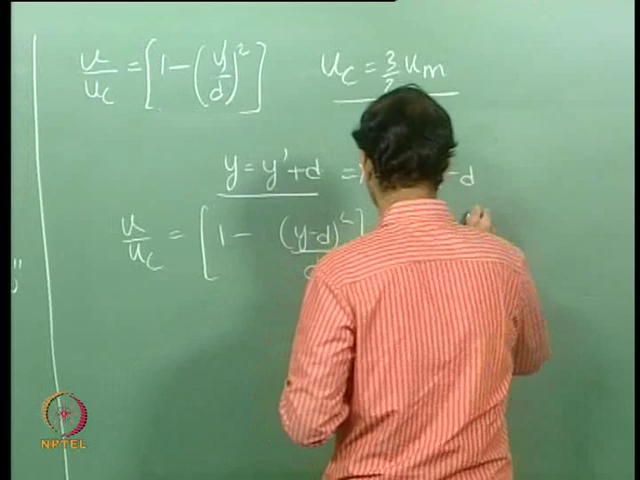 u/u_c = [1 - (y'/d)^2] u_c = 3/2 u_m
y = y' + d = - d
u/u_c = [1 - (y-d)^2
NPTEL